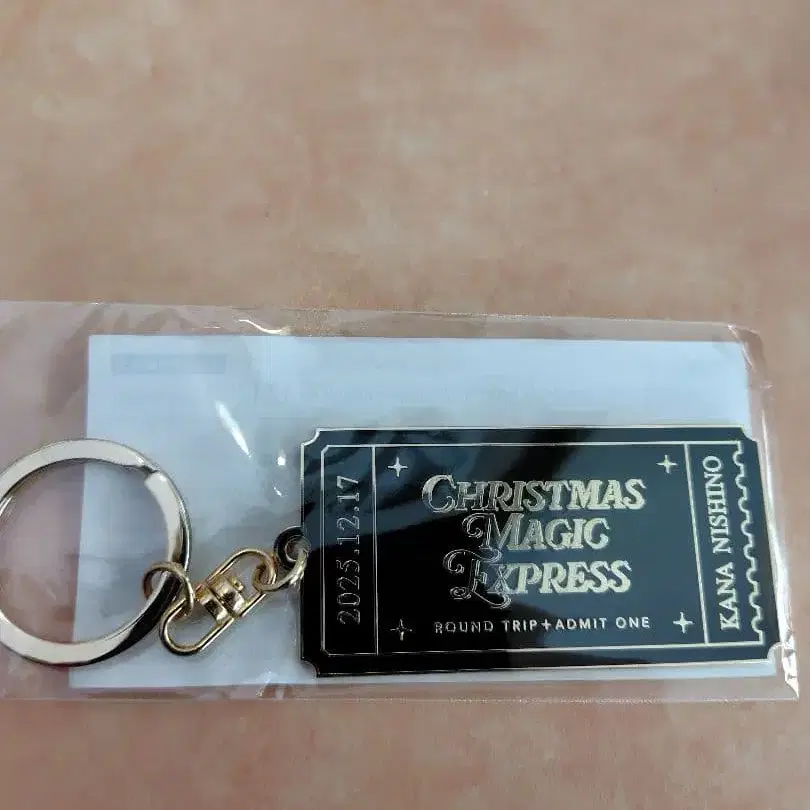 2025.12.17
CHRISTMAS
MAGIC
EXPRESS
ROUND TRIP+ADMIT ONE
KANA NISHINO